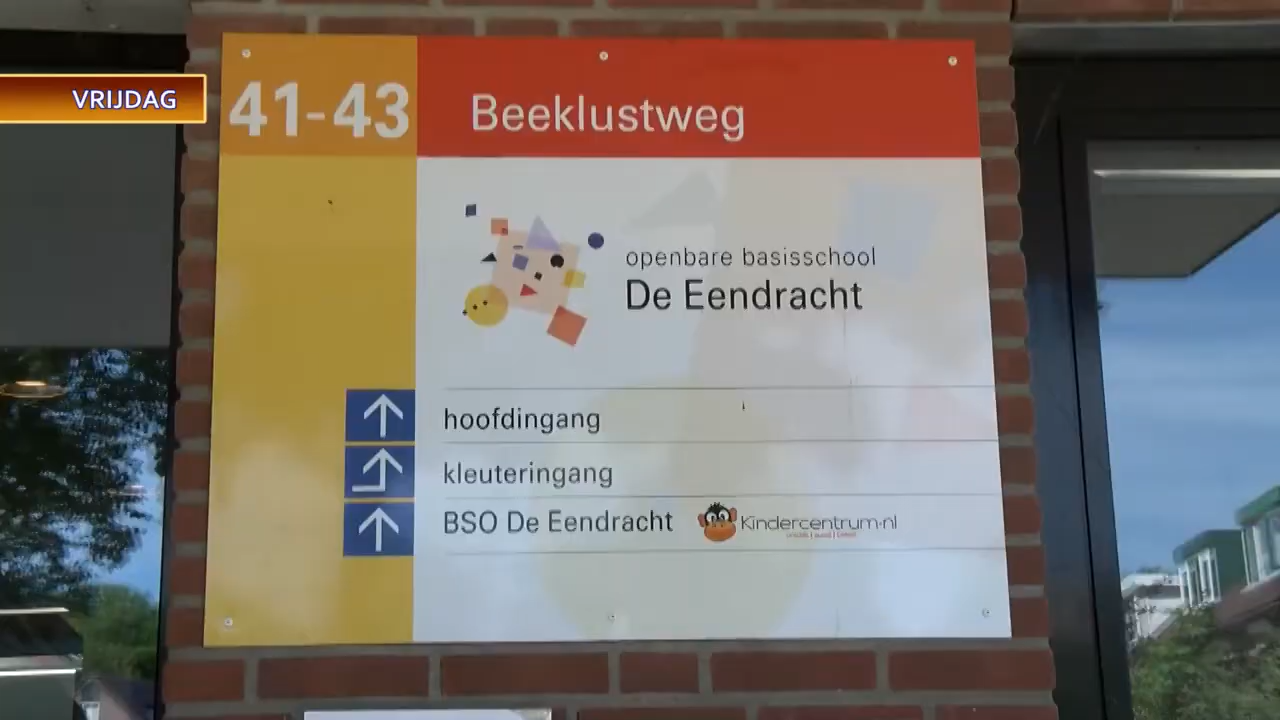 VRIJDAG
41-43
Beeklustweg
openbare basisschool
De Eendracht
hoofdingang
kleuteringang
BSO De Eendracht
Kindercentrum.nl